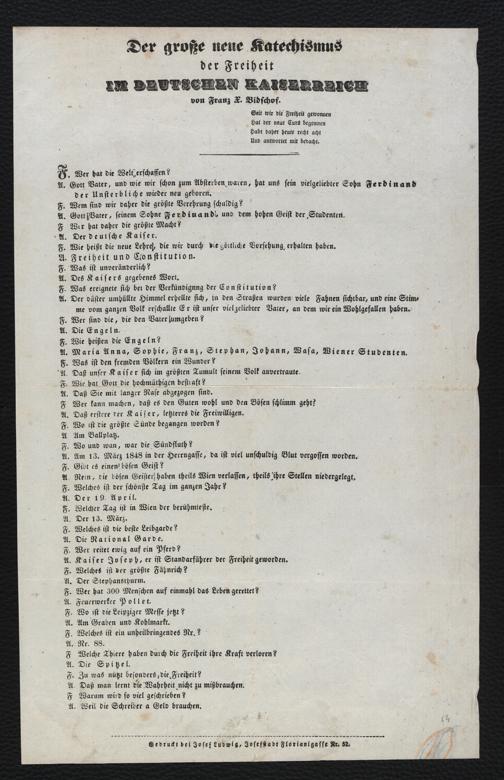 Der große neue Katechismus
der Freiheit
IM DEUTSCHEN KAISERREICH
von Franz X. Bidschof.
Seit wie die Freiheit gewonnen
Hat der neue Curs begonnen
Habt daher heute recht acht
Und antwortet mit bedacht.
F. Wer hat die Welt erschaffen?
A. Gott Vater, und wie wir schon zum Absterben waren, hat uns sein vielgeliebter Sohn Ferdinand
der Unsterbliche wieder neu geboren.
F. Wem sind wir daher die größte Verehrung schuldig?
A. Gott Vater, seinem Sohne Ferdinand, und dem hohen Geist der Studenten.
F Wer hat daher die größte Macht?
A. Der deutsche Kaiser.
F. Wie heißt die neue Lehre, die wir durch die göttliche Versehung erhalten haben.
A. Freiheit und Constitution.
F. Was ist unveränderlich?
A. Des Kaisers gegebenes Wort.
F. Was ereignete sich bei der Verkündigung der Constitution?
A. Der düster umhüllte Himmel erhellte sich, in den Straßen wurden viele Fahnen sichtbar, und eine Stim-
me vom ganzen Volk erschallte Er ist unser vielgeliebter Vater, an dem wir ein Wohlgefallen haben.
F. Wer sind die, die den Vater umgeben?
A. Die Engeln.
F. Wie heißen die Engeln?
A. Maria Anna, Sophie, Franz, Stephan, Johann, Wasa, Wiener Studenten.
F. Was ist den fremden Völkern ein Wunder?
A. Daß unser Kaiser sich im größten Tumult seinem Volk anvertraute.
F. Wie hat Gott die hochmüthigen bestraft?
A. Daß Sie mit langer Nase abgezogen sind.
F Wer kann machen, daß es den Guten wohl und den Bösen schlimm geht?
A. Daß erstere der Kaiser, letzteres die Freiwilligen.
F. Wo ist die größte Sünde begangen worden?
A. Am Ballplatz.
F. Wo und wan, war die Sündfluth?
A. Am 13. März 1848 in der Herrengasse, da ist viel unschuldig Blut vergossen worden.
F. Gibt es einen bösen Geist?
A. Nein, die bösen Geister haben theils Wien verlassen, theils ihre Stellen niedergelegt.
F. Welches ist der schönste Tag im ganzen Jahr?
A. Der 19. April.
F. Welcher Tag ist in Wien der berühmteste.
A. Der 13. März.
F. Welches ist die beste Leibgarde?
A. Die National Garde.
F. Wer reitet ewig auf ein Pferd?
A. Kaiser Joseph, er ist Standarführer der Freiheit geworden.
F. Welches ist der größte Fähnrich?
A. Der Stephansthurm.
F. Wer hat 300 Menschen auf einmahl das Leben gerettet?
A. Feuerwerker Pollet.
F. Wo ist die Leipziger Messe jetzt?
A. Am Graben und Kohlmarkt.
F. Welches ist ein unheilbringendes Nr.?
A. Nr. 88.
F Welche Thiere haben durch die Freiheit ihre Kraft verloren?
A. Die Spitzel.
F. Zu was nützt besonders, die Freiheit?
A. Daß man lernt die Wahrheit nicht zu mißbrauchen.
F Warum wird so viel geschrieben?
A. Weil die Schreiber a Geld brauchen.
Gedruckt bei Josef Ludwig, Josefstadt Florianigasse Nr. 52.